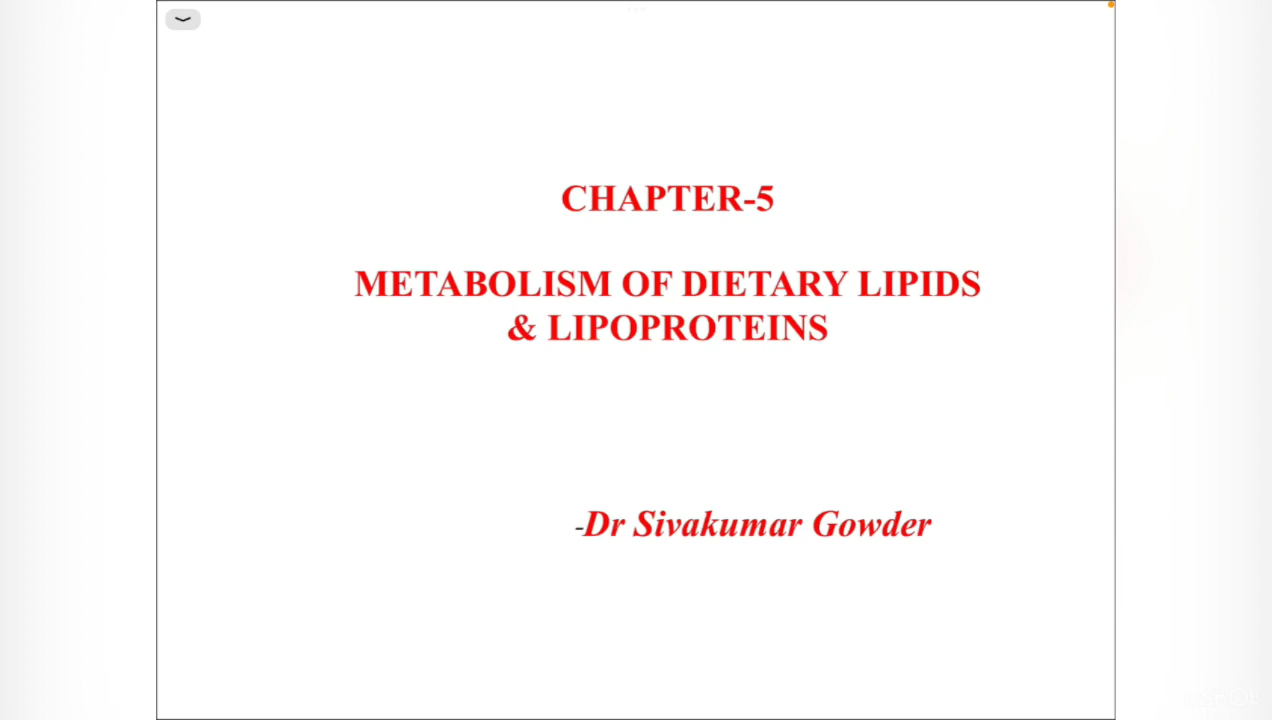 CHAPTER-5
METABOLISM OF DIETARY LIPIDS
& LIPOPROTEINS
-Dr Sivakumar Gowder